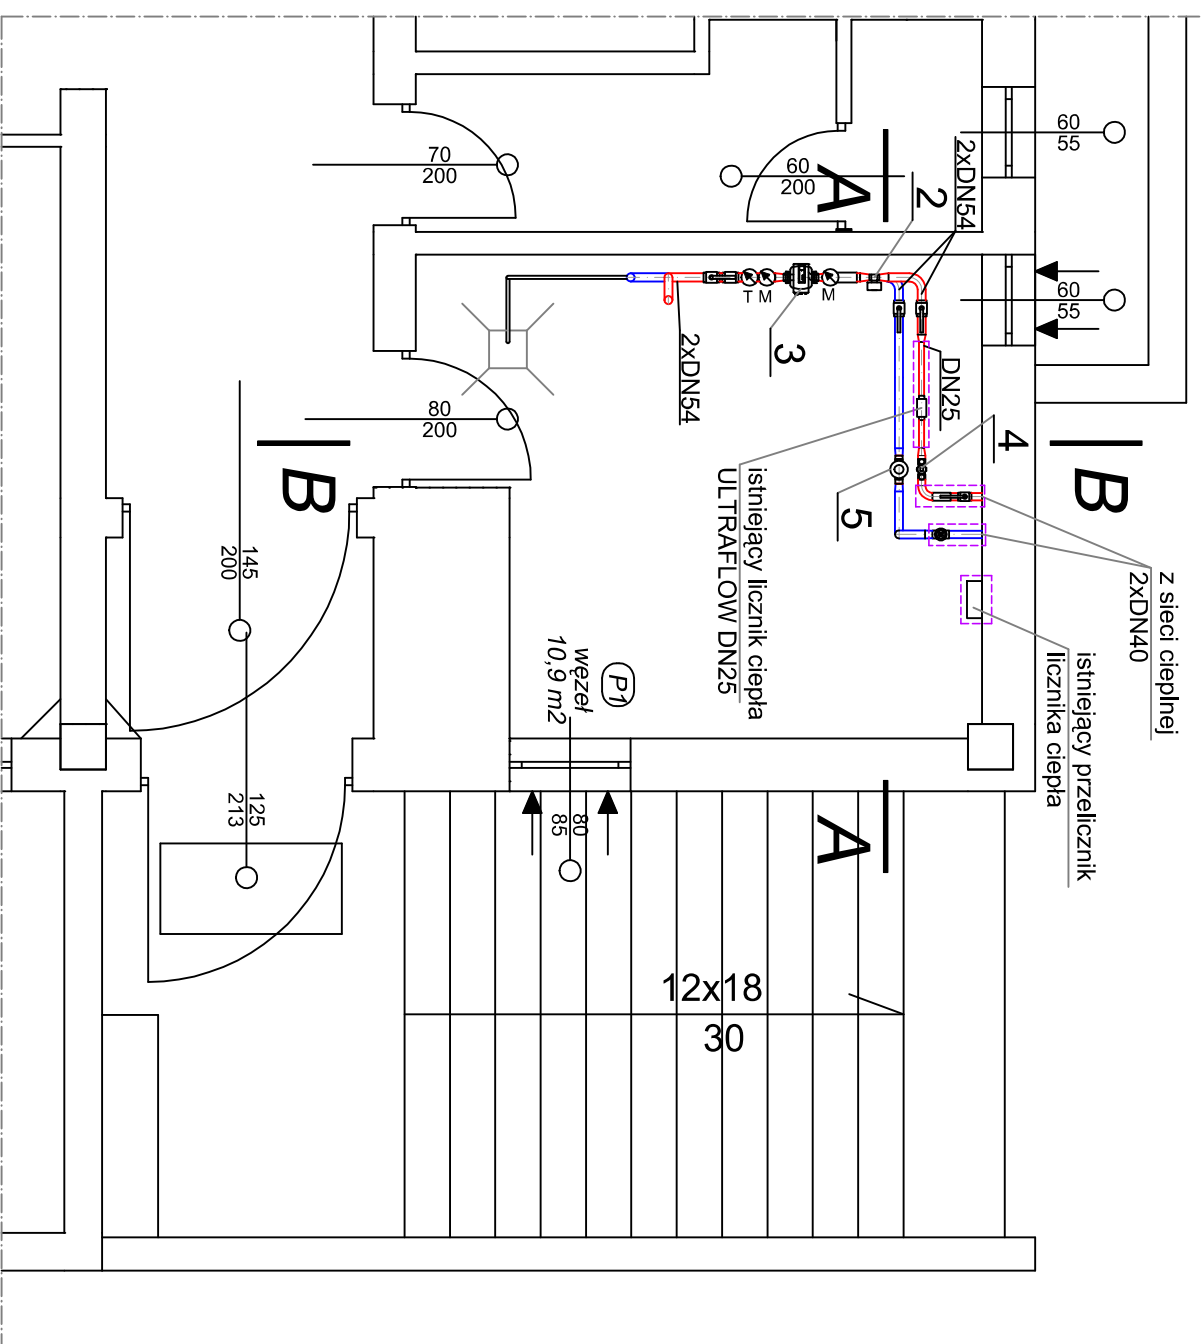 60
55
70
200
60
200
A
2
2xDN54
60
55
T M
M
3
2xDN54
DN25
4
80
200
B
B
5
istniejący licznik ciepła
ULTRAFLOW DN25
z sieci cieplnej
2xDN40
istniejący przelicznik
licznika ciepła
145
200
P1
węzeł
10,9 m2
125
213
80
85
A
12x18
30